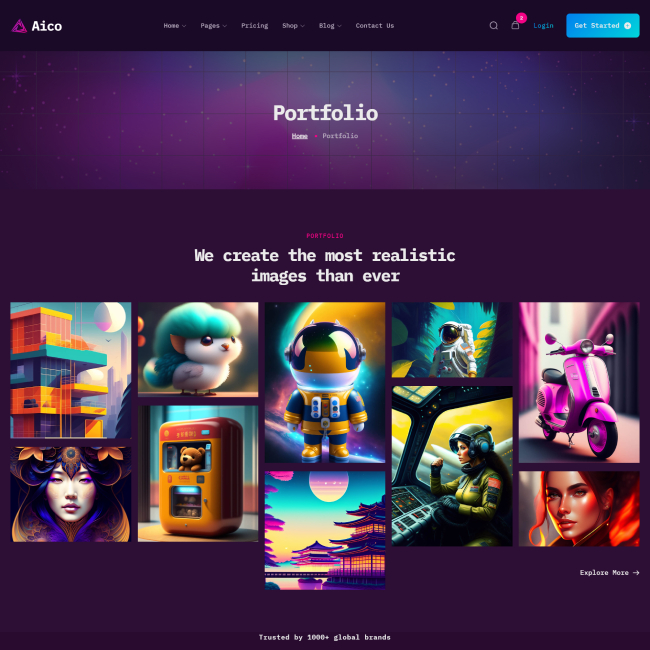 Aico
Home Pages Pricing Shop Blog Contact Us
2
Login
Get Started
Portfolio
Home Portfolio
PORTFOLIO
We create the most realistic
images than ever
Explore More
Trusted by 1000+ global brands